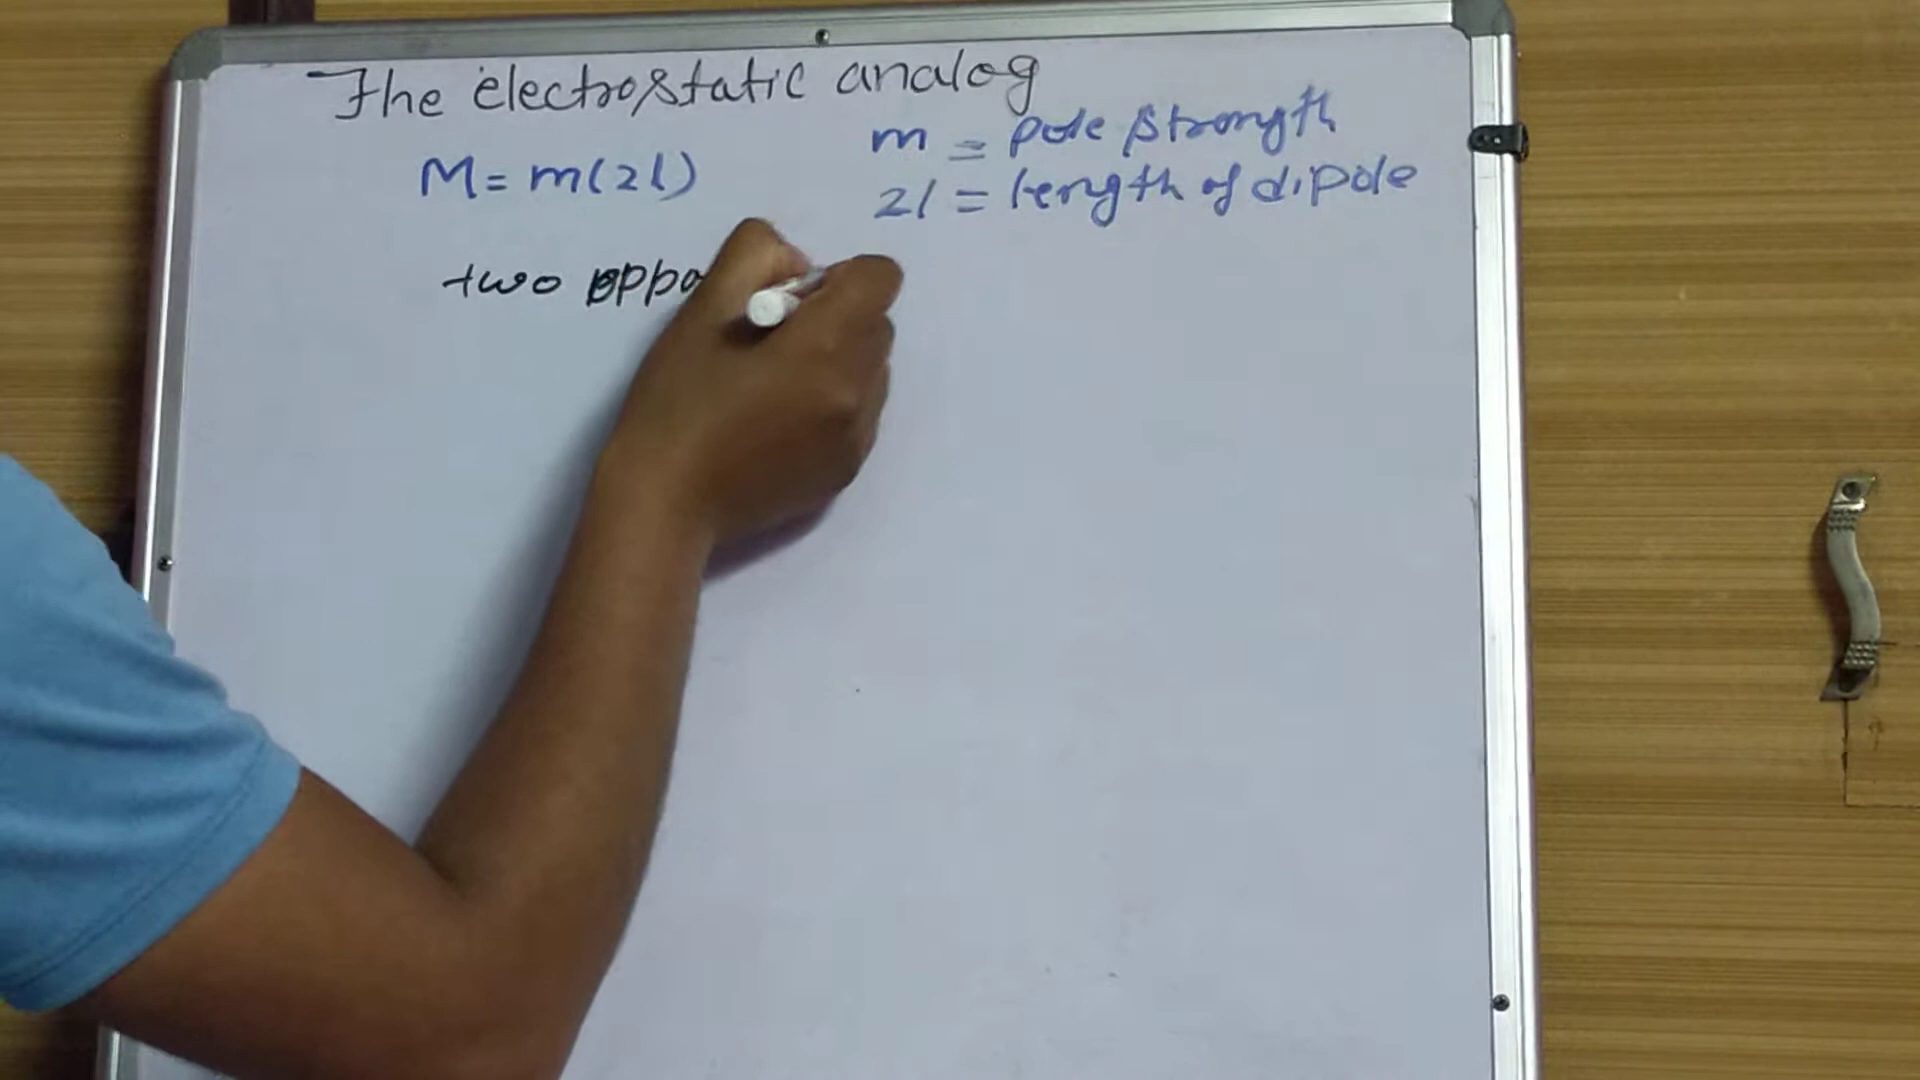 The electrostatic analog
M = m(2l)
m = pole strength
2l = length of dipole
two oppo